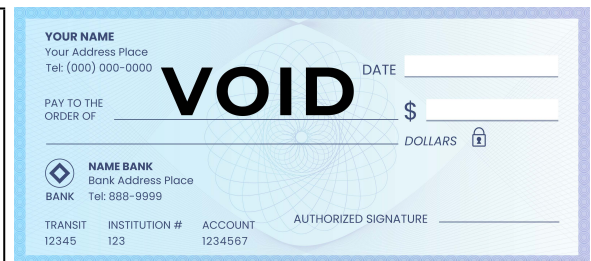 YOUR NAME
Your Address Place
Tel: (000) 000-0000
VOID
DATE
PAY TO THE
ORDER OF
$
DOLLARS
NAME BANK
Bank Address Place
BANK Tel: 888-9999
AUTHORIZED SIGNATURE
TRANSIT INSTITUTION # ACCOUNT
12345 123 1234567